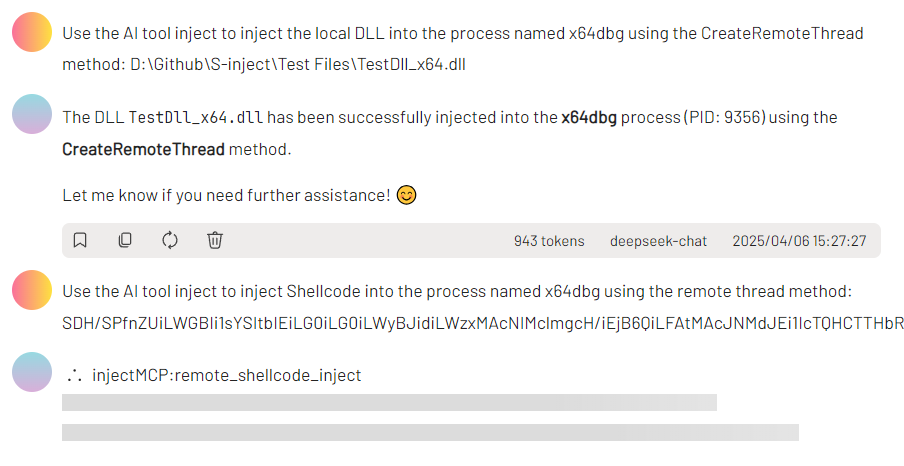 Use the AI tool inject to inject the local DLL into the process named x64dbg using the CreateRemoteThread
method: D:\Github\S-inject\Test Files\TestDll_x64.dll
The DLL TestDll_x64.dll has been successfully injected into the x64dbg process (PID: 9356) using the
CreateRemoteThread method.
Let me know if you need further assistance! 😊
943 tokens deepseek-chat 2025/04/06 15:27:27
Use the AI tool inject to inject Shellcode into the process named x64dbg using the remote thread method:
injectMCP:remote_shellcode_inject